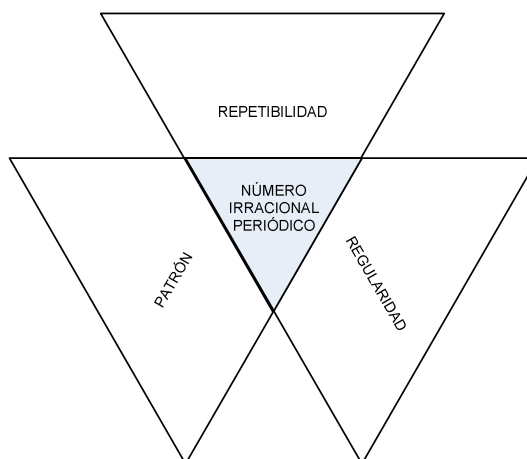 REPETIBILIDAD
NÚMERO
IRRACIONAL
PERIÓDICO
PATRÓN
REGULARIDAD